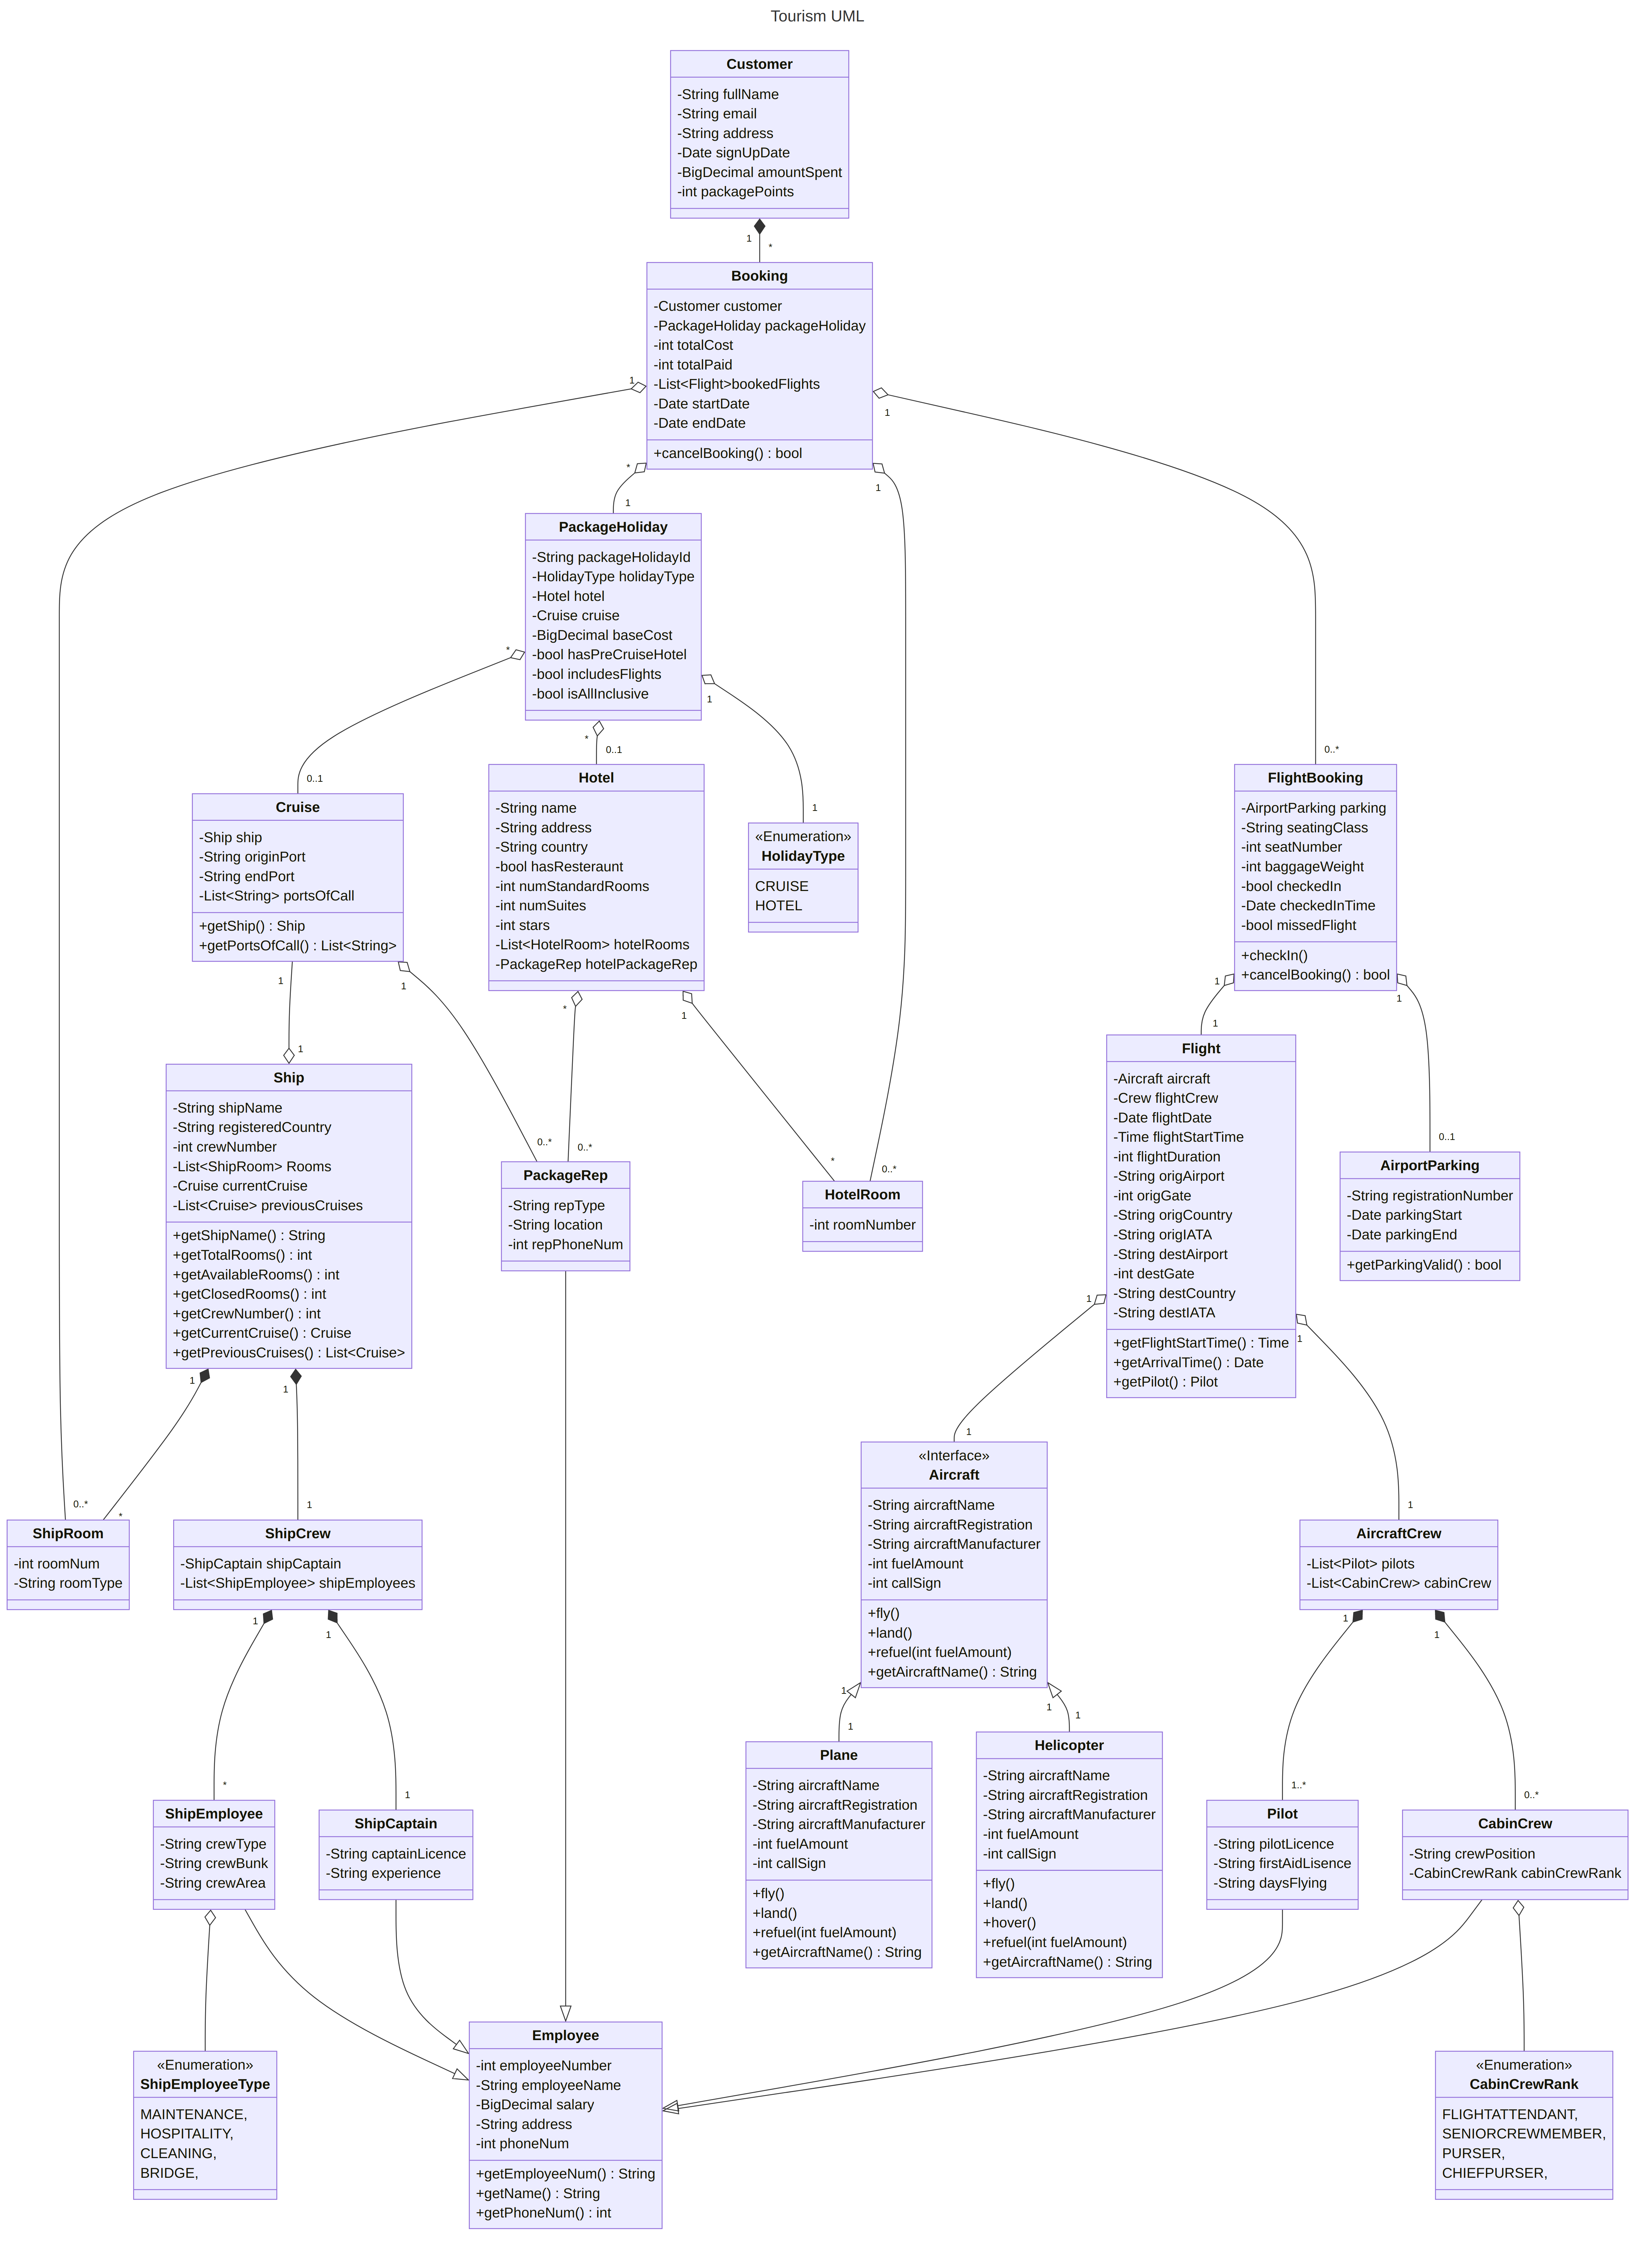 Tourism UML
Customer
-String fullName
-String email
-String address
-Date signUpDate
-BigDecimal amountSpent
-int packagePoints
1
*
Booking
-Customer customer
-PackageHoliday packageHoliday
-int totalCost
-int totalPaid
-List<Flight>bookedFlights
-Date startDate
-Date endDate
+cancelBooking() : bool
1
1
*
1
1
PackageHoliday
-String packageHolidayId
-HolidayType holidayType
-Hotel hotel
-Cruise cruise
-BigDecimal baseCost
-bool hasPreCruiseHotel
-bool includesFlights
-bool isAllInclusive
*
1
*
0..1
0..1
1
0..*
Cruise
-Ship ship
-String originPort
-String endPort
-List<String> portsOfCall
+getShip() : Ship
+getPortsOfCall() : List<String>
Hotel
-String name
-String address
-String country
-bool hasResteraunt
-int numStandardRooms
-int numSuites
-int stars
-List<HotelRoom> hotelRooms
-PackageRep hotelPackageRep
«Enumeration»
HolidayType
CRUISE
HOTEL
FlightBooking
-AirportParking parking
-String seatingClass
-int seatNumber
-int baggageWeight
-bool checkedIn
-Date checkedInTime
-bool missedFlight
+checkIn()
+cancelBooking() : bool
1
1
*
1
1
1
1
1
0..*
0..*
*
0..*
0..1
Ship
-String shipName
-String registeredCountry
-int crewNumber
-List<ShipRoom> Rooms
-Cruise currentCruise
-List<Cruise> previousCruises
+getShipName() : String
+getTotalRooms() : int
+getAvailableRooms() : int
+getClosedRooms() : int
+getCrewNumber() : int
+getCurrentCruise() : Cruise
+getPreviousCruises() : List<Cruise>
PackageRep
-String repType
-String location
-int repPhoneNum
HotelRoom
-int roomNumber
Flight
-Aircraft aircraft
-Crew flightCrew
-Date flightDate
-Time flightStartTime
-int flightDuration
-String origAirport
-int origGate
-String origCountry
-String origIATA
-String destAirport
-int destGate
-String destCountry
-String destIATA
+getFlightStartTime() : Time
+getArrivalTime() : Date
+getPilot() : Pilot
AirportParking
-String registrationNumber
-Date parkingStart
-Date parkingEnd
+getParkingValid() : bool
1
1
1
1
0..*
*
1
1
1
ShipRoom
-int roomNum
-String roomType
ShipCrew
-ShipCaptain shipCaptain
-List<ShipEmployee> shipEmployees
«Interface»
Aircraft
-String aircraftName
-String aircraftRegistration
-String aircraftManufacturer
-int fuelAmount
-int callSign
+fly()
+land()
+refuel(int fuelAmount)
+getAircraftName() : String
AircraftCrew
-List<Pilot> pilots
-List<CabinCrew> cabinCrew
1
1
1
1
1
1
*
1
1
1
1..*
0..*
ShipEmployee
-String crewType
-String crewBunk
-String crewArea
ShipCaptain
-String captainLicence
-String experience
Plane
-String aircraftName
-String aircraftRegistration
-String aircraftManufacturer
-int fuelAmount
-int callSign
+fly()
+land()
+refuel(int fuelAmount)
+getAircraftName() : String
Helicopter
-String aircraftName
-String aircraftRegistration
-String aircraftManufacturer
-int fuelAmount
-int callSign
+fly()
+land()
+hover()
+refuel(int fuelAmount)
+getAircraftName() : String
Pilot
-String pilotLicence
-String firstAidLisence
-String daysFlying
CabinCrew
-String crewPosition
-CabinCrewRank cabinCrewRank
«Enumeration»
ShipEmployeeType
MAINTENANCE,
HOSPITALITY,
CLEANING,
BRIDGE,
Employee
-int employeeNumber
-String employeeName
-BigDecimal salary
-String address
-int phoneNum
+getEmployeeNum() : String
+getName() : String
+getPhoneNum() : int
«Enumeration»
CabinCrewRank
FLIGHTATTENDANT,
SENIORCREWMEMBER,
PURSER,
CHIEFPURSER,